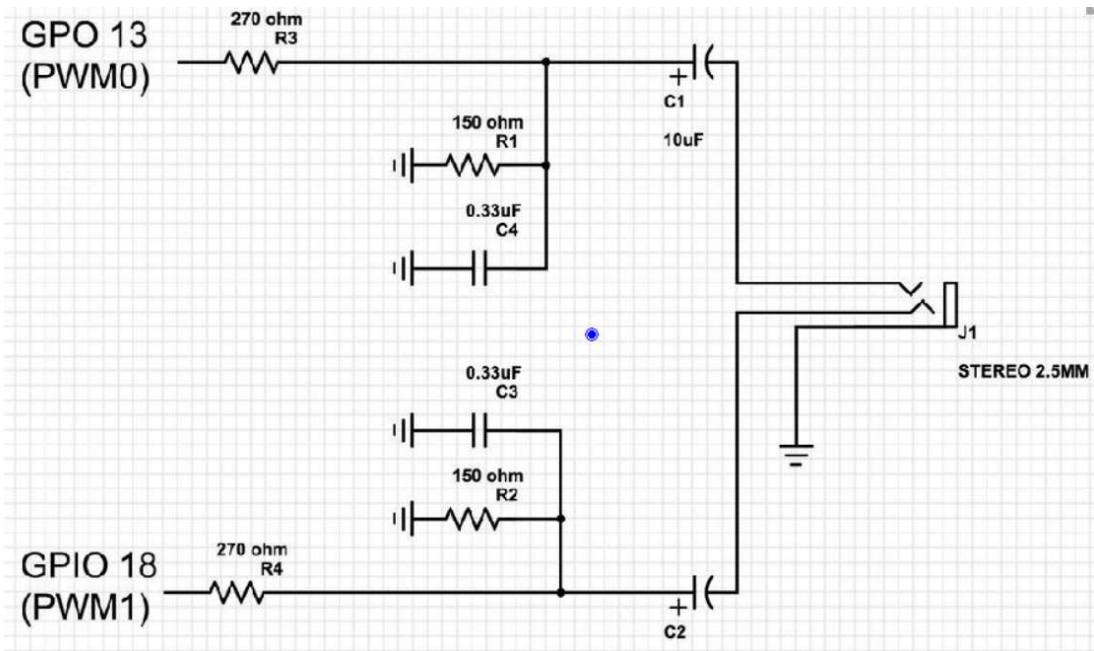 GPO 13
(PWM0)
270 ohm
R3
+
C1
10uF
150 ohm
R1
0.33uF
C4
J1
STEREO 2.5MM
0.33uF
C3
150 ohm
R2
GPIO 18
(PWM1)
270 ohm
R4
+
C2